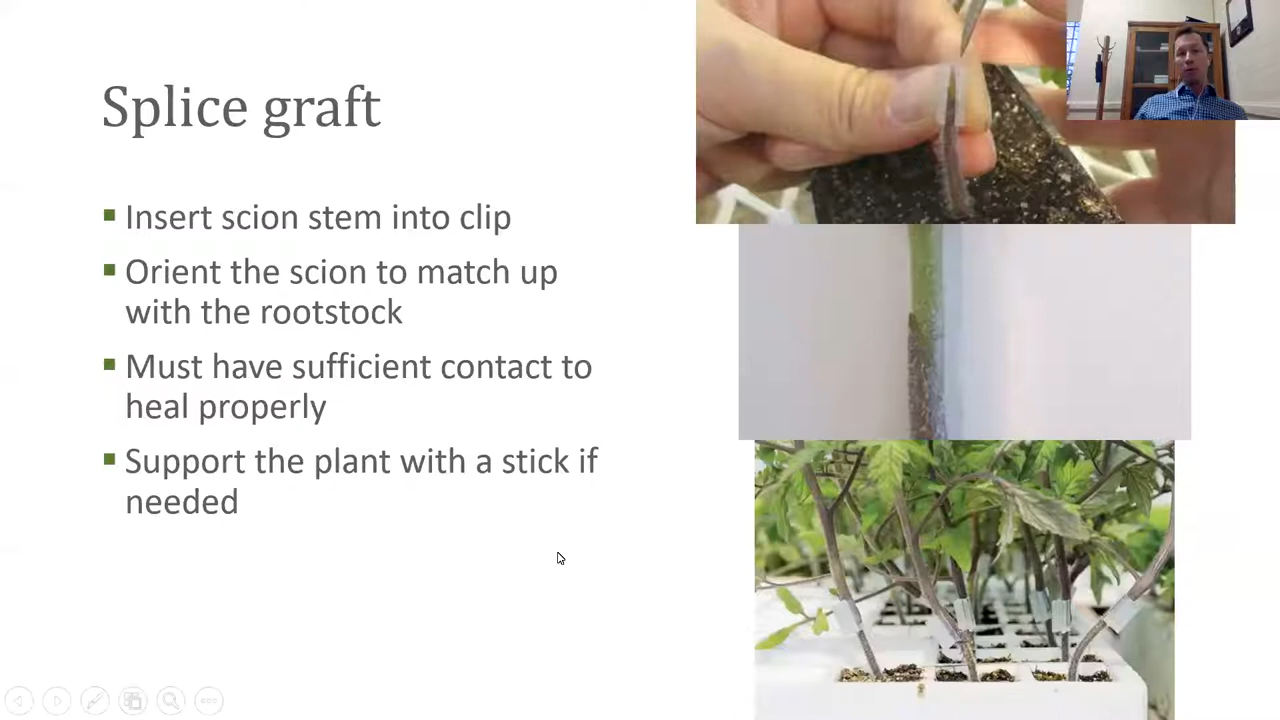 Splice graft
Insert scion stem into clip
Orient the scion to match up
with the rootstock
Must have sufficient contact to
heal properly
Support the plant with a stick if
needed